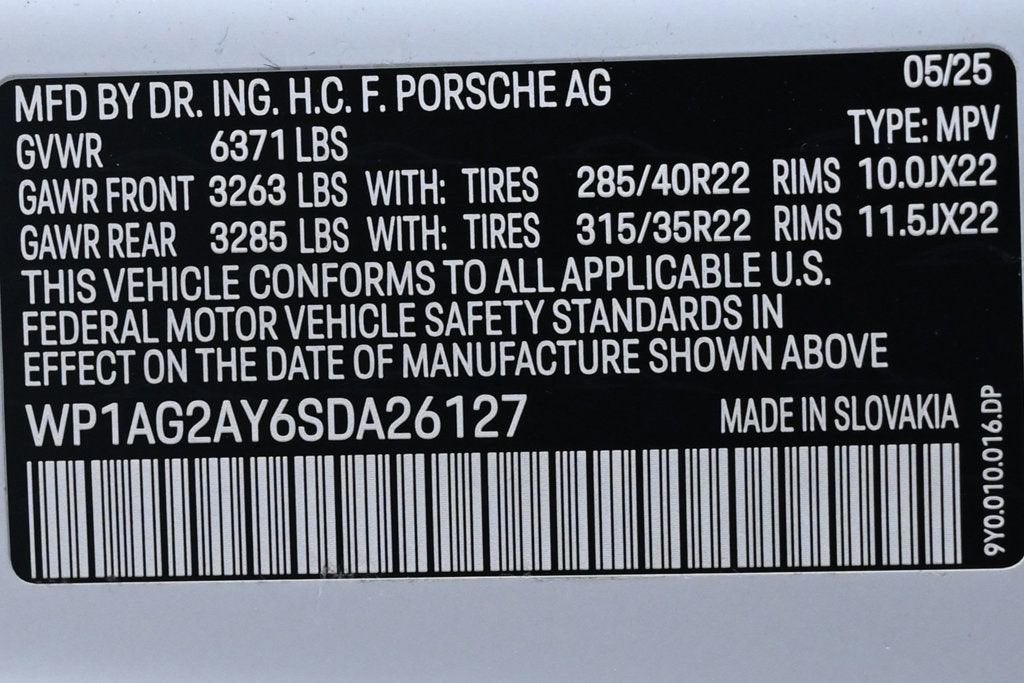 MFD BY DR. ING. H.C. F. PORSCHE AG 05/25
GVWR 6371 LBS TYPE: MPV
GAWR FRONT 3263 LBS WITH: TIRES 285/40R22 RIMS 10.0JX22
GAWR REAR 3285 LBS WITH: TIRES 315/35R22 RIMS 11.5JX22
THIS VEHICLE CONFORMS TO ALL APPLICABLE U.S.
FEDERAL MOTOR VEHICLE SAFETY STANDARDS IN
EFFECT ON THE DATE OF MANUFACTURE SHOWN ABOVE
WP1AG2AY6SDA26127 MADE IN SLOVAKIA
9Y0.010.016.DP